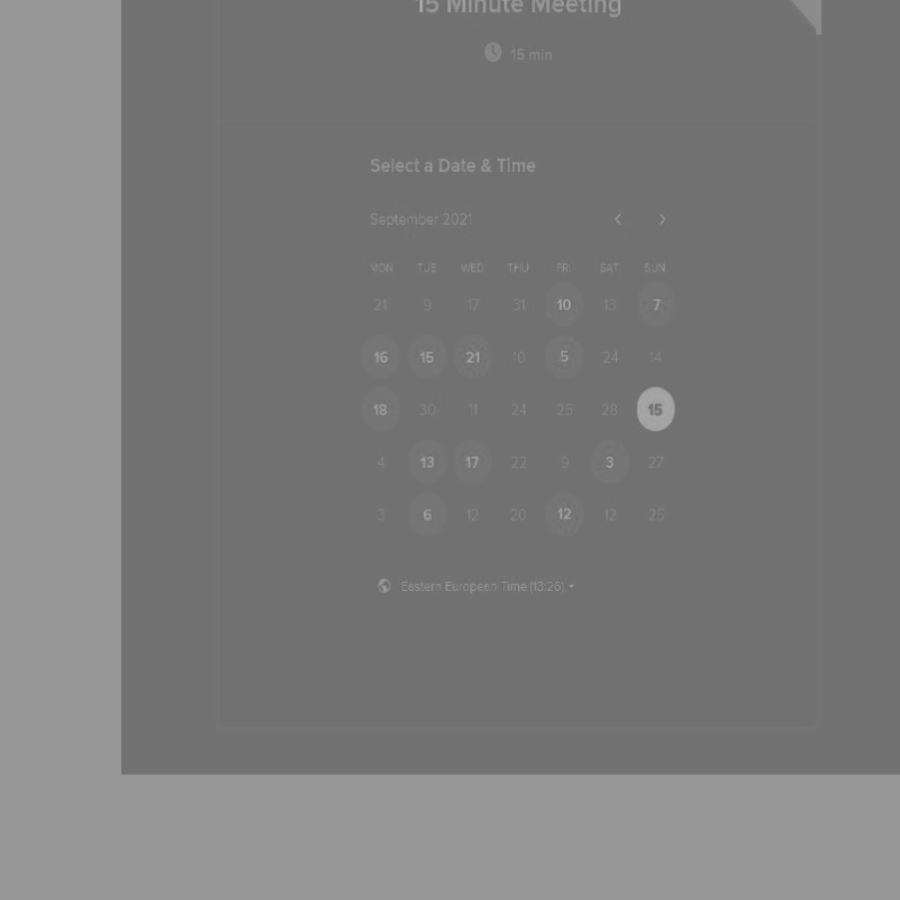 15 Minute Meeting
15 min
Select a Date & Time
September 2021
MON TUE WED THU FRI SAT SUN
21 9 17 31 10 13 7
16 15 21 10 5 24 14
18 30 11 24 25 28 15
4 13 17 22 9 3 27
3 6 12 20 12 12 25
Eastern European Time (13:26)